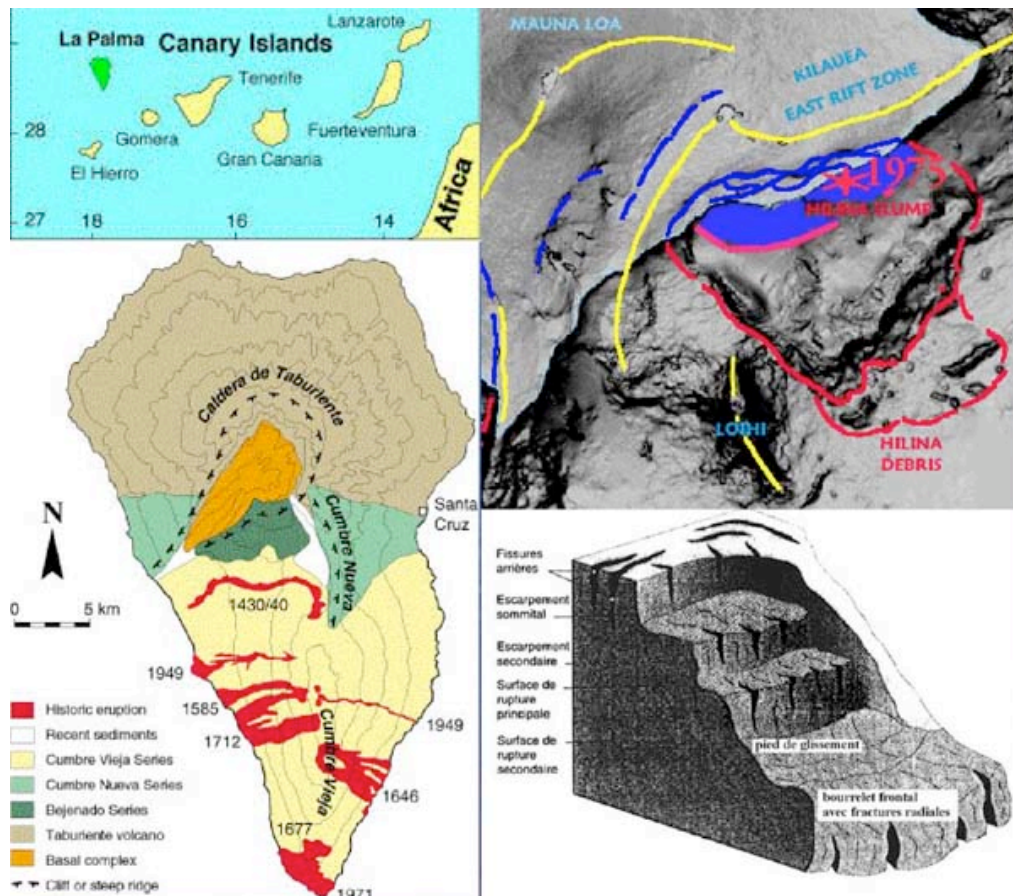 Lanzarote
La Palma
Canary Islands
Tenerife
28
Gomera
Fuerteventura
El Hierro
Gran Canaria
Africa
27
18
16
14
Caldera de Taburiente
N
Santa
Cruz
Cumbre Nueva
0
5 km
1430/40
1949
1585
1949
1712
Cumbre Vieja
1646
1677
1971
Historic eruption
Recent sediments
Cumbre Vieja Series
Cumbre Nueva Series
Bejenado Series
Taburiente volcano
Basal complex
Cliff or steep ridge
MAUNA LOA
KILAUEA
EAST RIFT ZONE
1975
HILINA SLUMP
LOIHI
HILINA
DEBRIS
Fissures
arrières
Escarpement
sommital
Escarpement
secondaire
Surface de
rupture
principale
Surface de
rupture
secondaire
pied de glissement
bourrelet frontal
avec fractures radiales